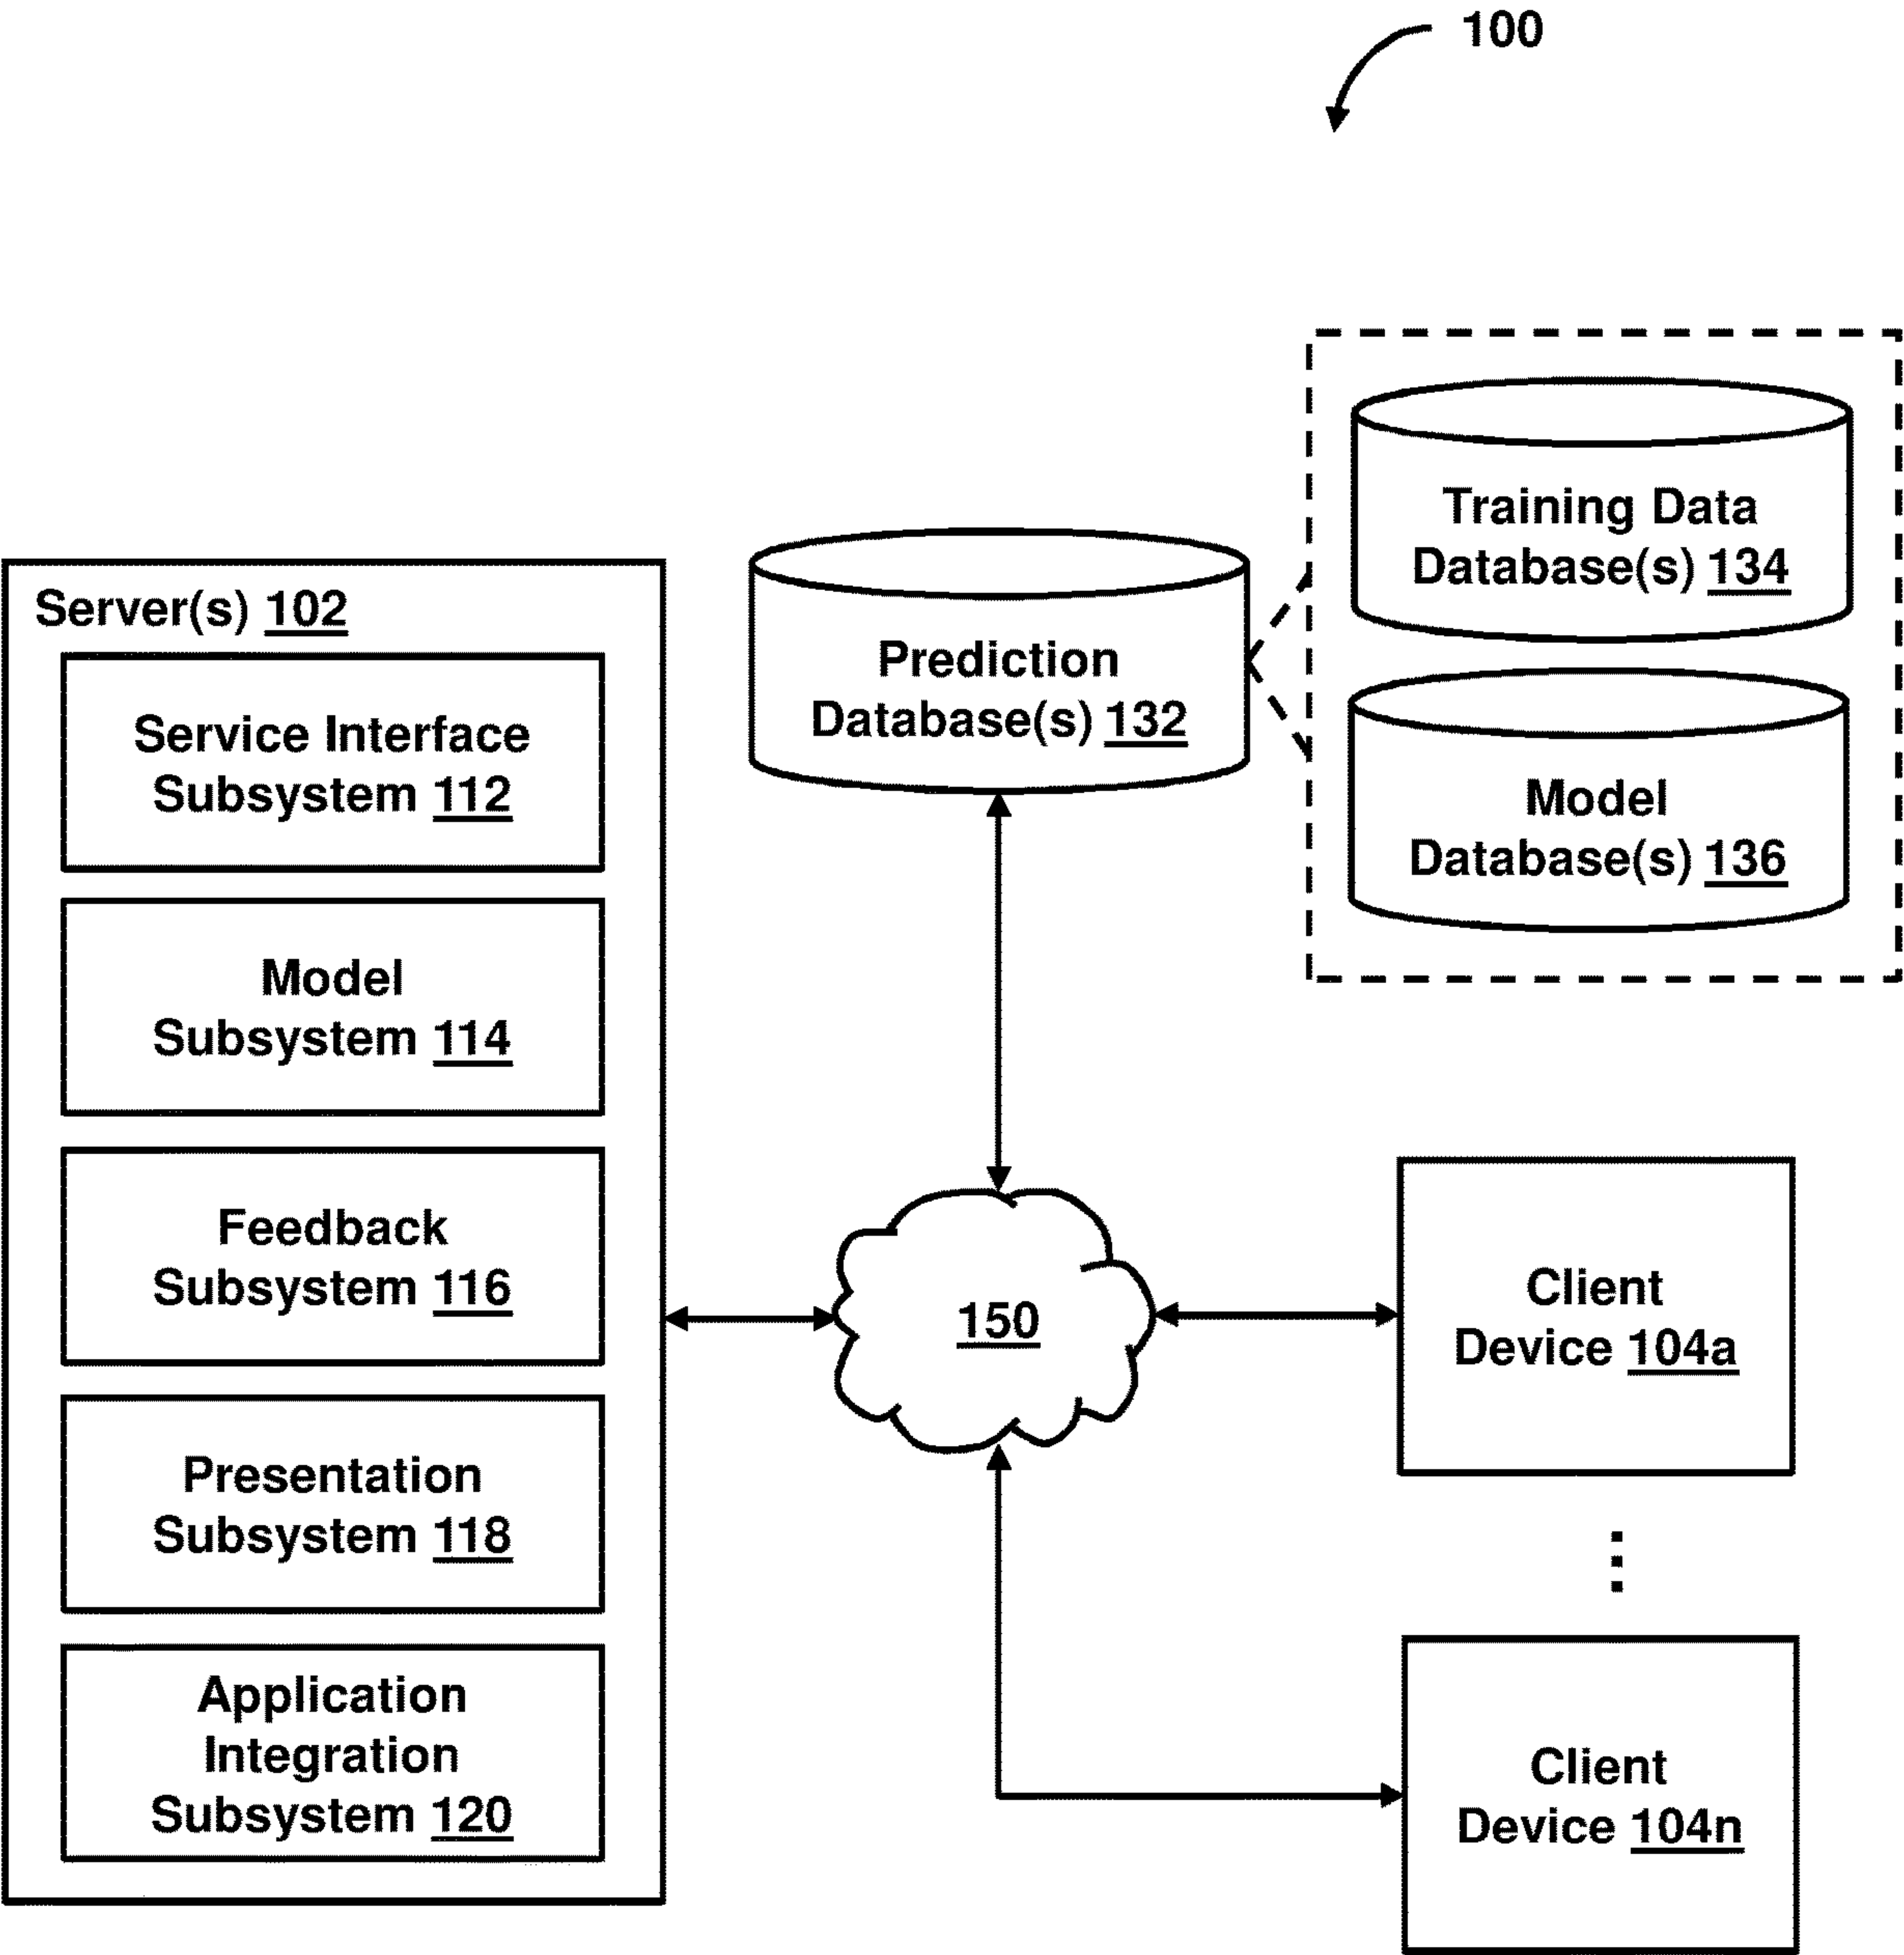 100
Server(s) 102
Service Interface
Subsystem 112
Model
Subsystem 114
Feedback
Subsystem 116
Presentation
Subsystem 118
Application
Integration
Subsystem 120
Prediction
Database(s) 132
Training Data
Database(s) 134
Model
Database(s) 136
150
Client
Device 104a
Client
Device 104n